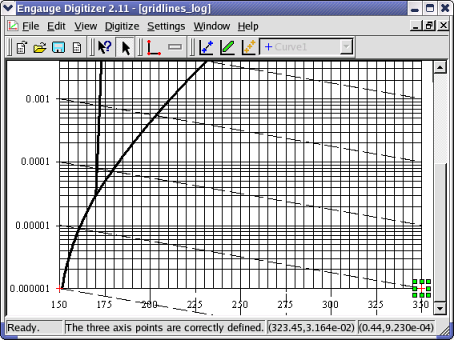 Engauge Digitizer 2.11 - [gridlines_log]
File Edit View Digitize Settings Window Help
Curve1
0.001
0.0001
0.00001
0.000001
150 175 200 225 250 275 300 325 350
Ready. The three axis points are correctly defined. (323.45,3.164e-02) (0.44,9.230e-04)